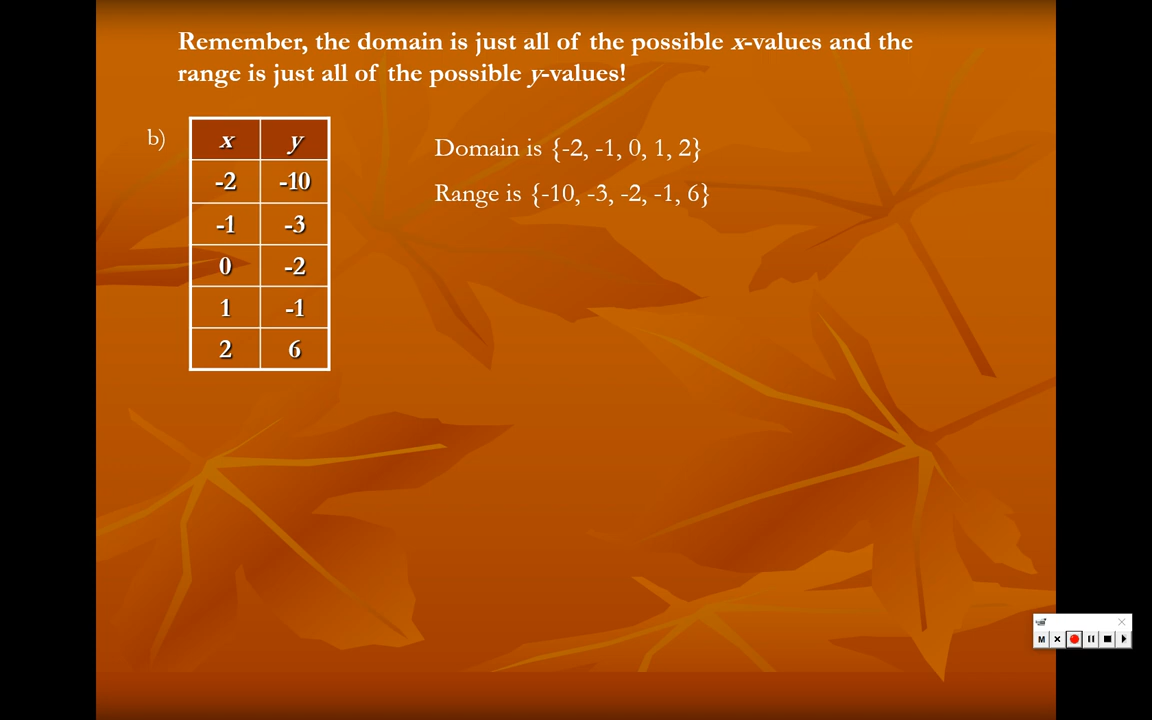 Remember, the domain is just all of the possible x-values and the
range is just all of the possible y-values!
b)
x y
-2 -10
-1 -3
0 -2
1 -1
2 6
Domain is {-2, -1, 0, 1, 2}
Range is {-10, -3, -2, -1, 6}
M